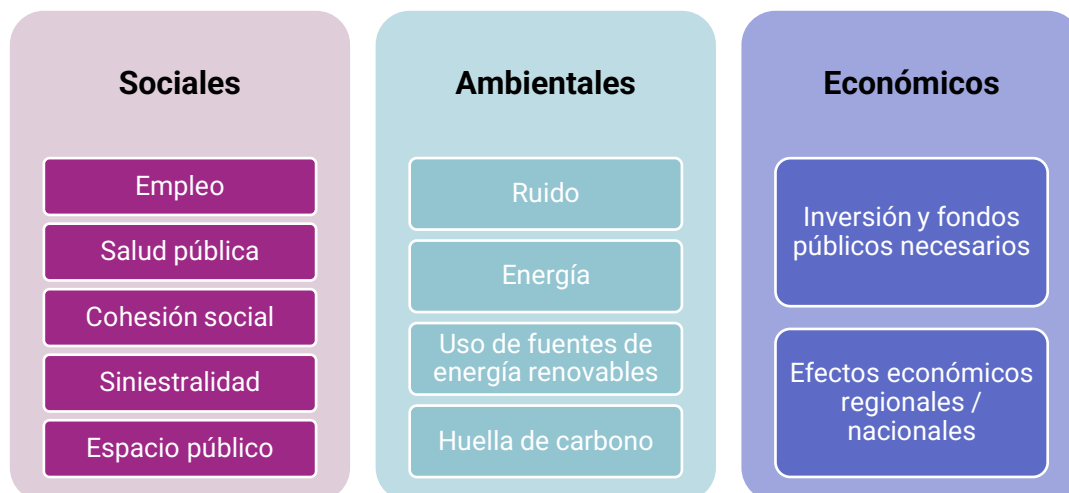 Sociales
Empleo
Salud pública
Cohesión social
Siniestralidad
Espacio público
Ambientales
Ruido
Energía
Uso de fuentes de
energía renovables
Huella de carbono
Económicos
Inversión y fondos
públicos necesarios
Efectos económicos
regionales /
nacionales